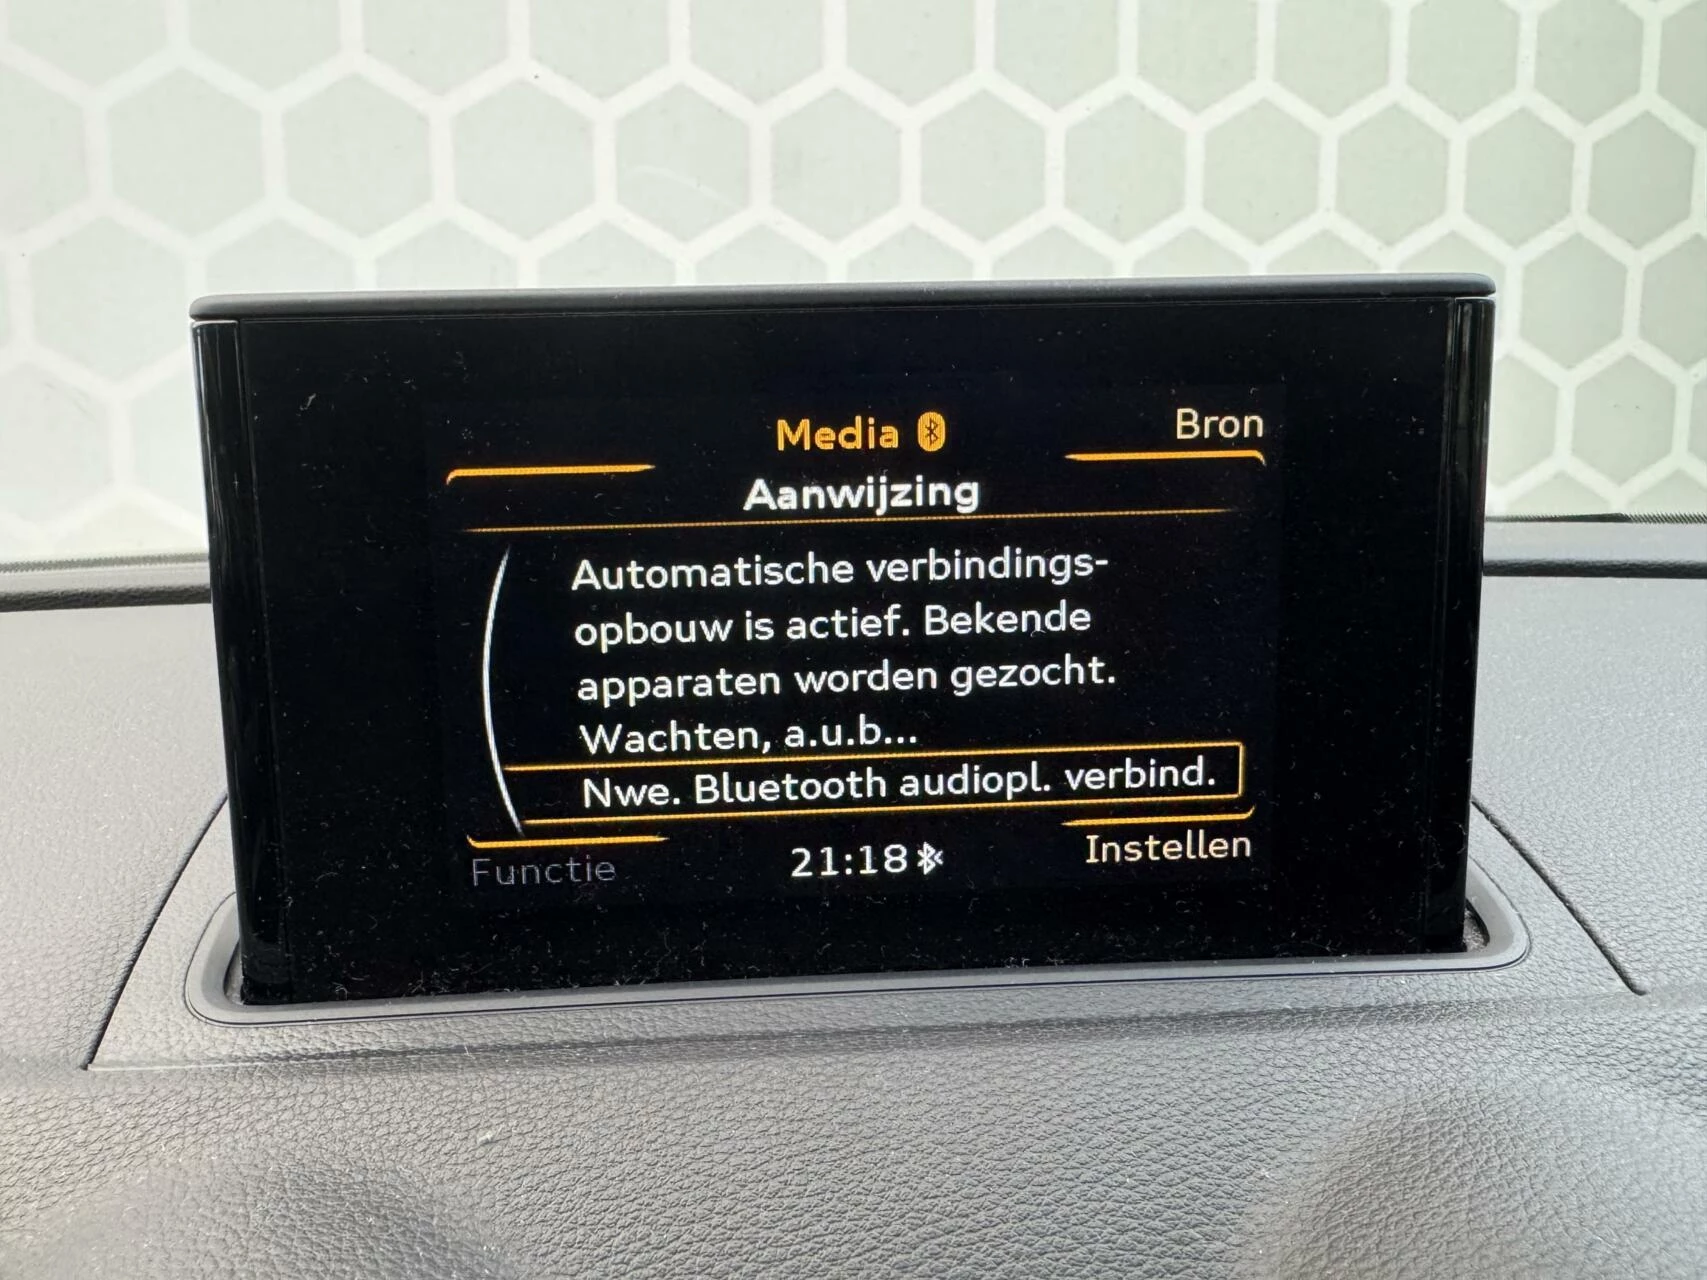 Media
Bron
Aanwijzing
Automatische verbindings-
opbouw is actief. Bekende
apparaten worden gezocht.
Wachten, a.u.b...
Nwe. Bluetooth audiopl. verbind.
Functie
21:18
Instellen